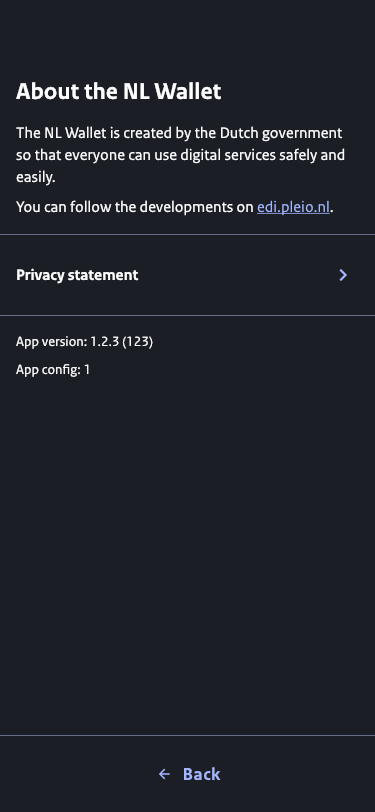 About the NL Wallet
The NL Wallet is created by the Dutch government
so that everyone can use digital services safely and
easily.
You can follow the developments on edi.pleio.nl.
Privacy statement
App version: 1.2.3 (123)
App config: 1
Back